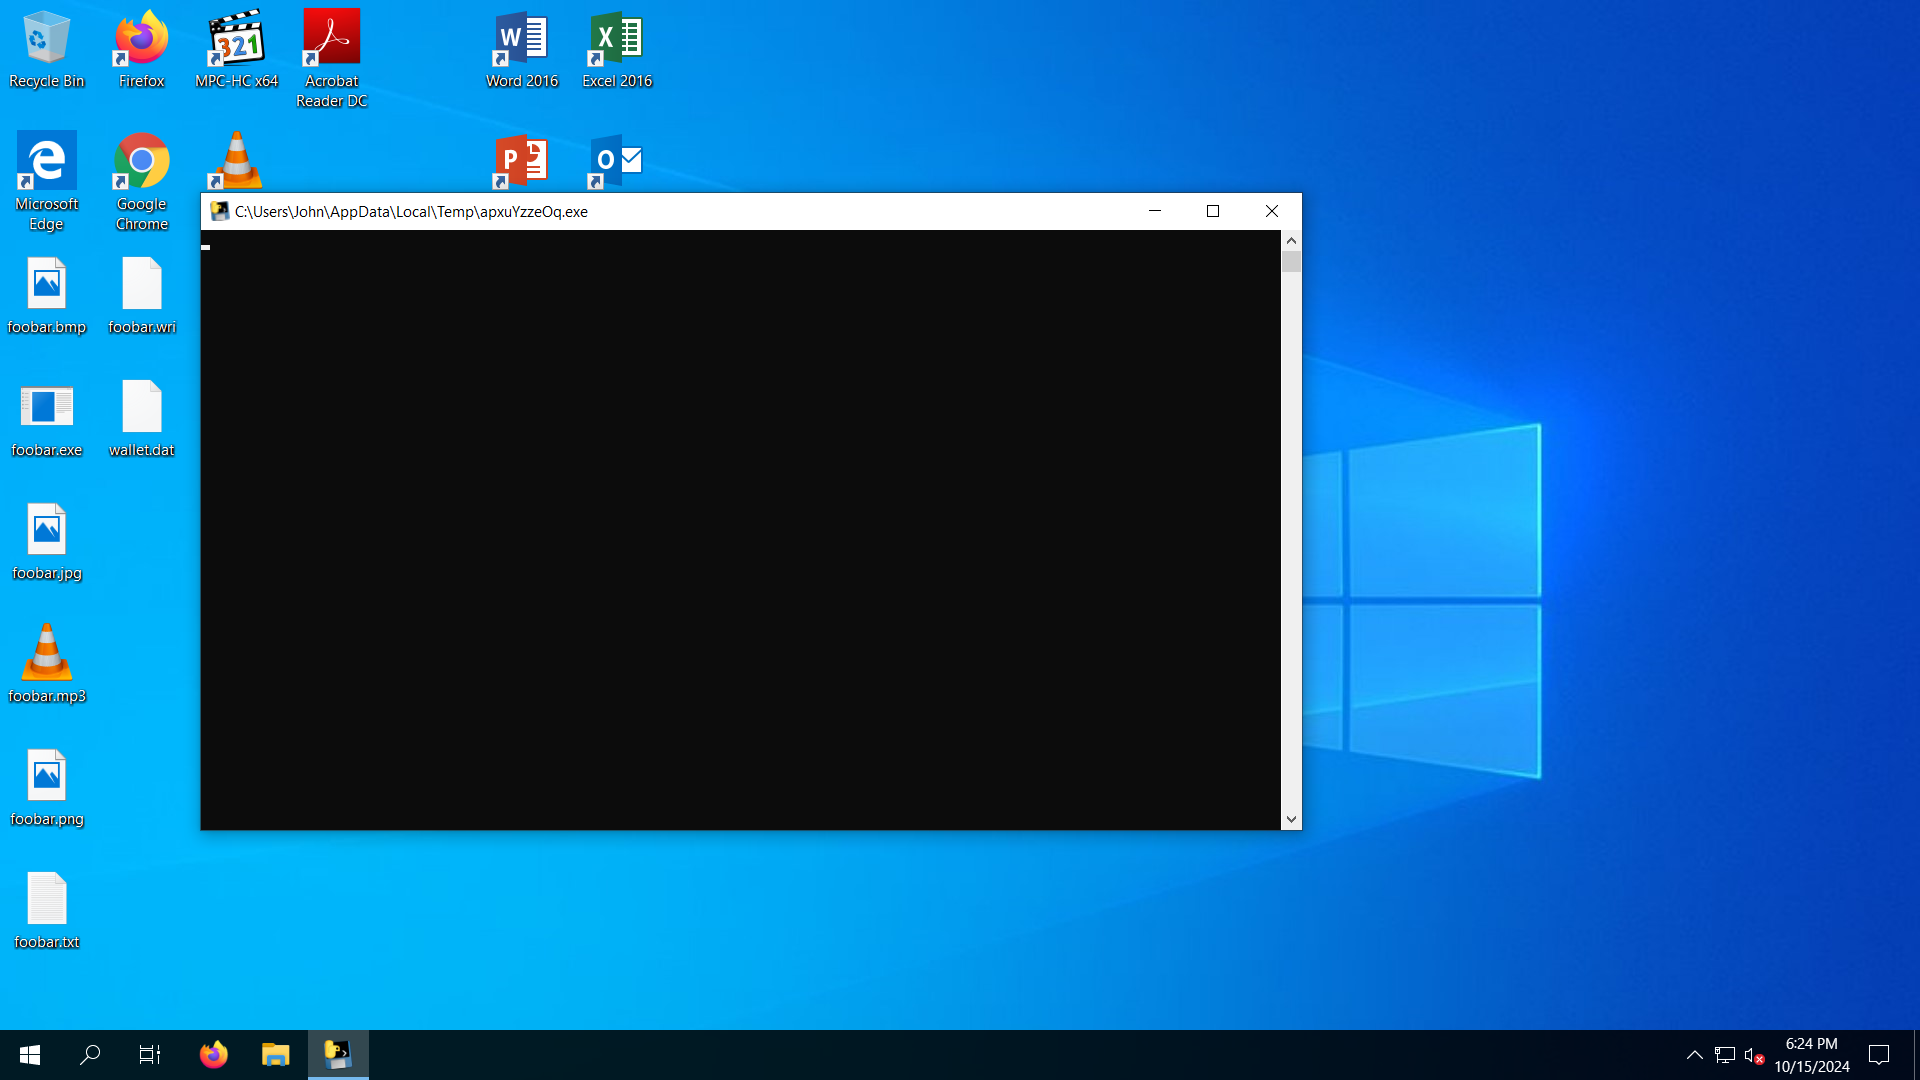 Recycle Bin
Firefox
321
MPC-HC x64
Acrobat
Reader DC
W
Word 2016
X
Excel 2016
Microsoft
Edge
Google
Chrome
P
O
C:\Users\John\AppData\Local\Temp\apxuYzzeOq.exe
foobar.bmp
foobar.wri
foobar.exe
wallet.dat
foobar.jpg
foobar.mp3
foobar.png
foobar.txt
6:24 PM
10/15/2024